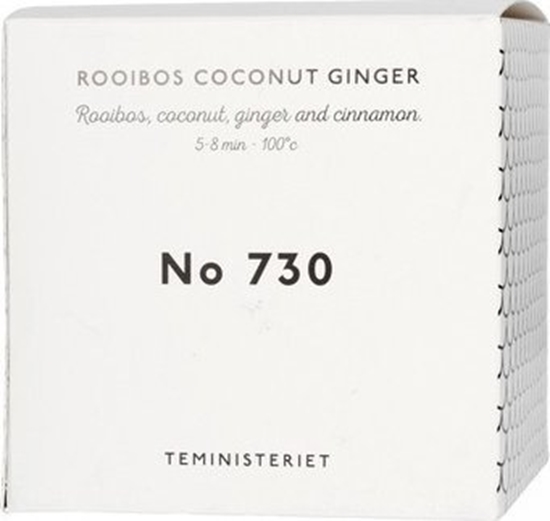 ROOIBOS COCONUT GINGER
Rooibos, coconut, ginger and cinnamon.
5-8 min - 100°c
No 730
TEMINISTERIET